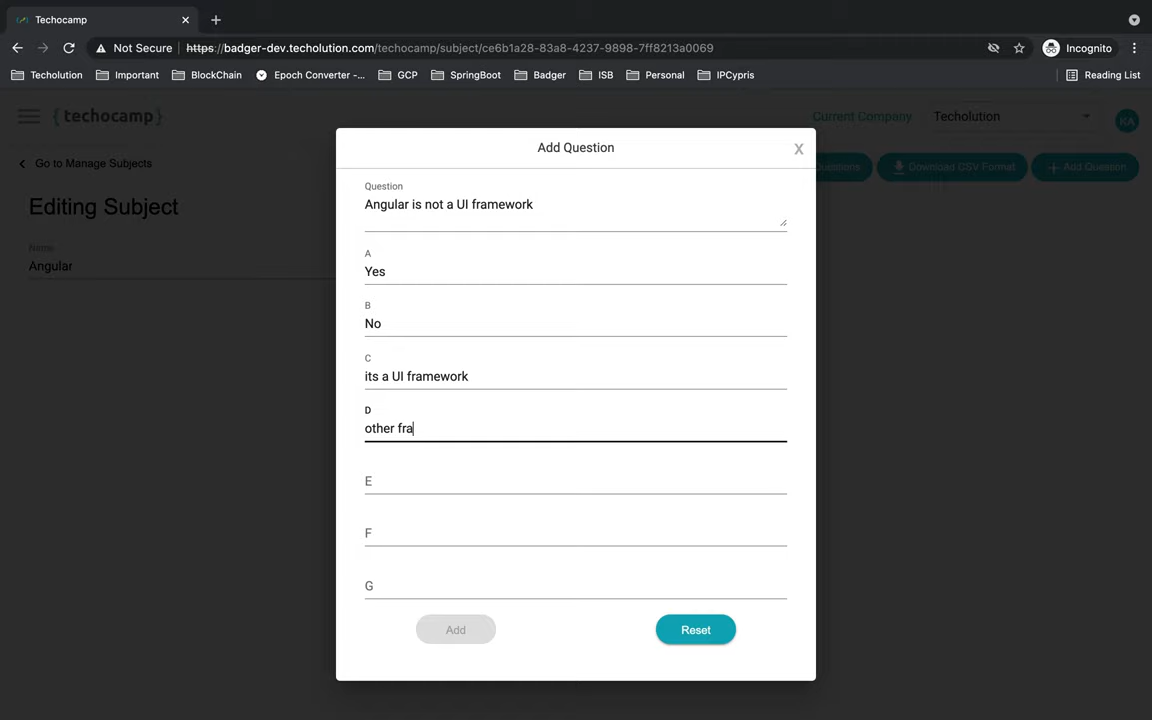 Techocamp
Not Secure
https://badger-dev.techolution.com/techocamp/subject/ce6b1a28-83a8-4237-9898-7ff8213a0069
Incognito
Techolution
Important
BlockChain
Epoch Converter -...
GCP
SpringBoot
Badger
ISB
Personal
IPCypris
Reading List
{techocamp}
Current Company
Techolution
KA
Go to Manage Subjects
Questions
Download CSV Format
+ Add Question
Editing Subject
Name
Angular
Add Question
X
Question
Angular is not a UI framework
A
Yes
B
No
C
its a UI framework
D
other fra
E
F
G
Add
Reset